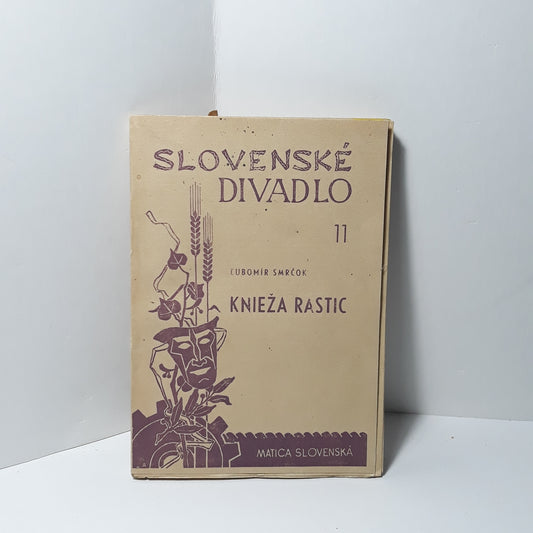 SLOVENSKÉ
DIVADLO
11
ĽUBOMÍR SMRČOK
KNIEŽA RASTIC
MATICA SLOVENSKÁ